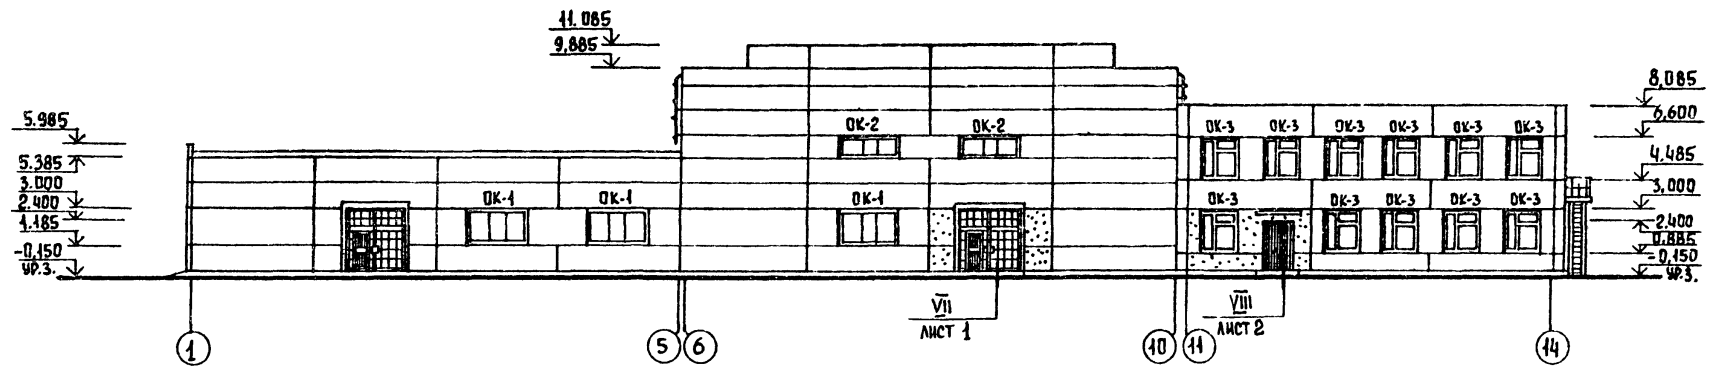 11.085
9,885
8,085
6,600
5.985
5.385
3.000
2.400
1.185
-0,150
УР.З.
4.485
3,000
2,400
0.885
-0,150
УР.З.
ОК-2 ОК-2
ОК-3 ОК-3 ОК-3 ОК-3 ОК-3 ОК-3
ОК-1 ОК-1 ОК-1
ОК-3 ОК-3 ОК-3 ОК-3 ОК-3
VII
ЛИСТ 1
VIII
ЛИСТ 2
1 5 6 10 11 14